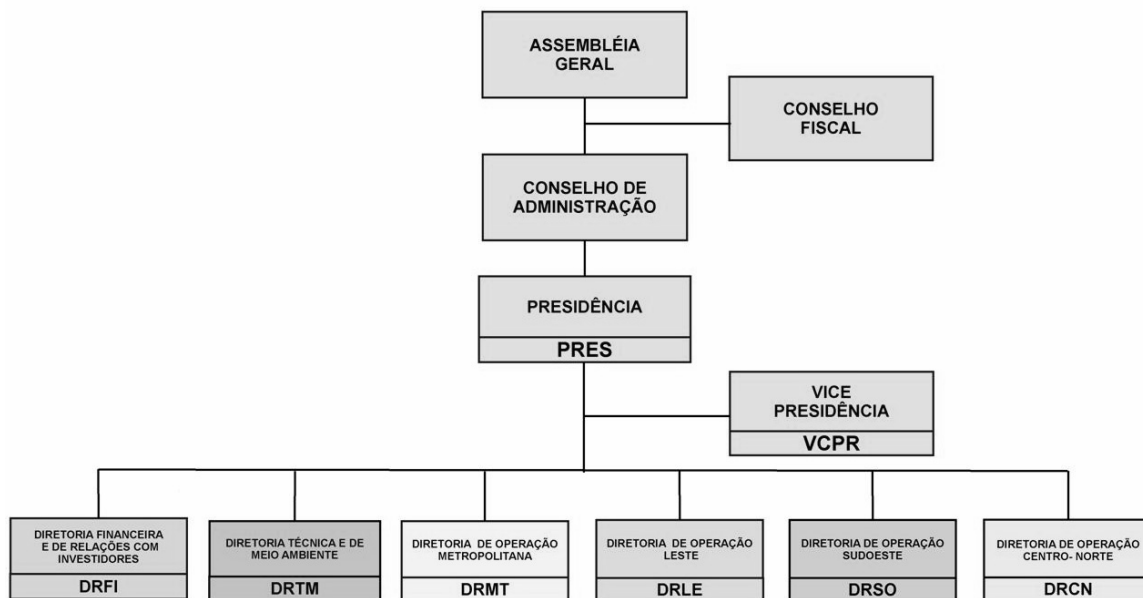 ASSEMBLÉIA
GERAL
CONSELHO
FISCAL
CONSELHO DE
ADMINISTRAÇÃO
PRESIDÊNCIA
PRES
VICE
PRESIDÊNCIA
VCPR
DIRETORIA FINANCEIRA
E DE RELAÇÕES COM
INVESTIDORES
DRFI
DIRETORIA TÉCNICA E DE
MEIO AMBIENTE
DRTM
DIRETORIA DE OPERAÇÃO
METROPOLITANA
DRMT
DIRETORIA DE OPERAÇÃO
LESTE
DRLE
DIRETORIA DE OPERAÇÃO
SUDOESTE
DRSO
DIRETORIA DE OPERAÇÃO
CENTRO- NORTE
DRCN